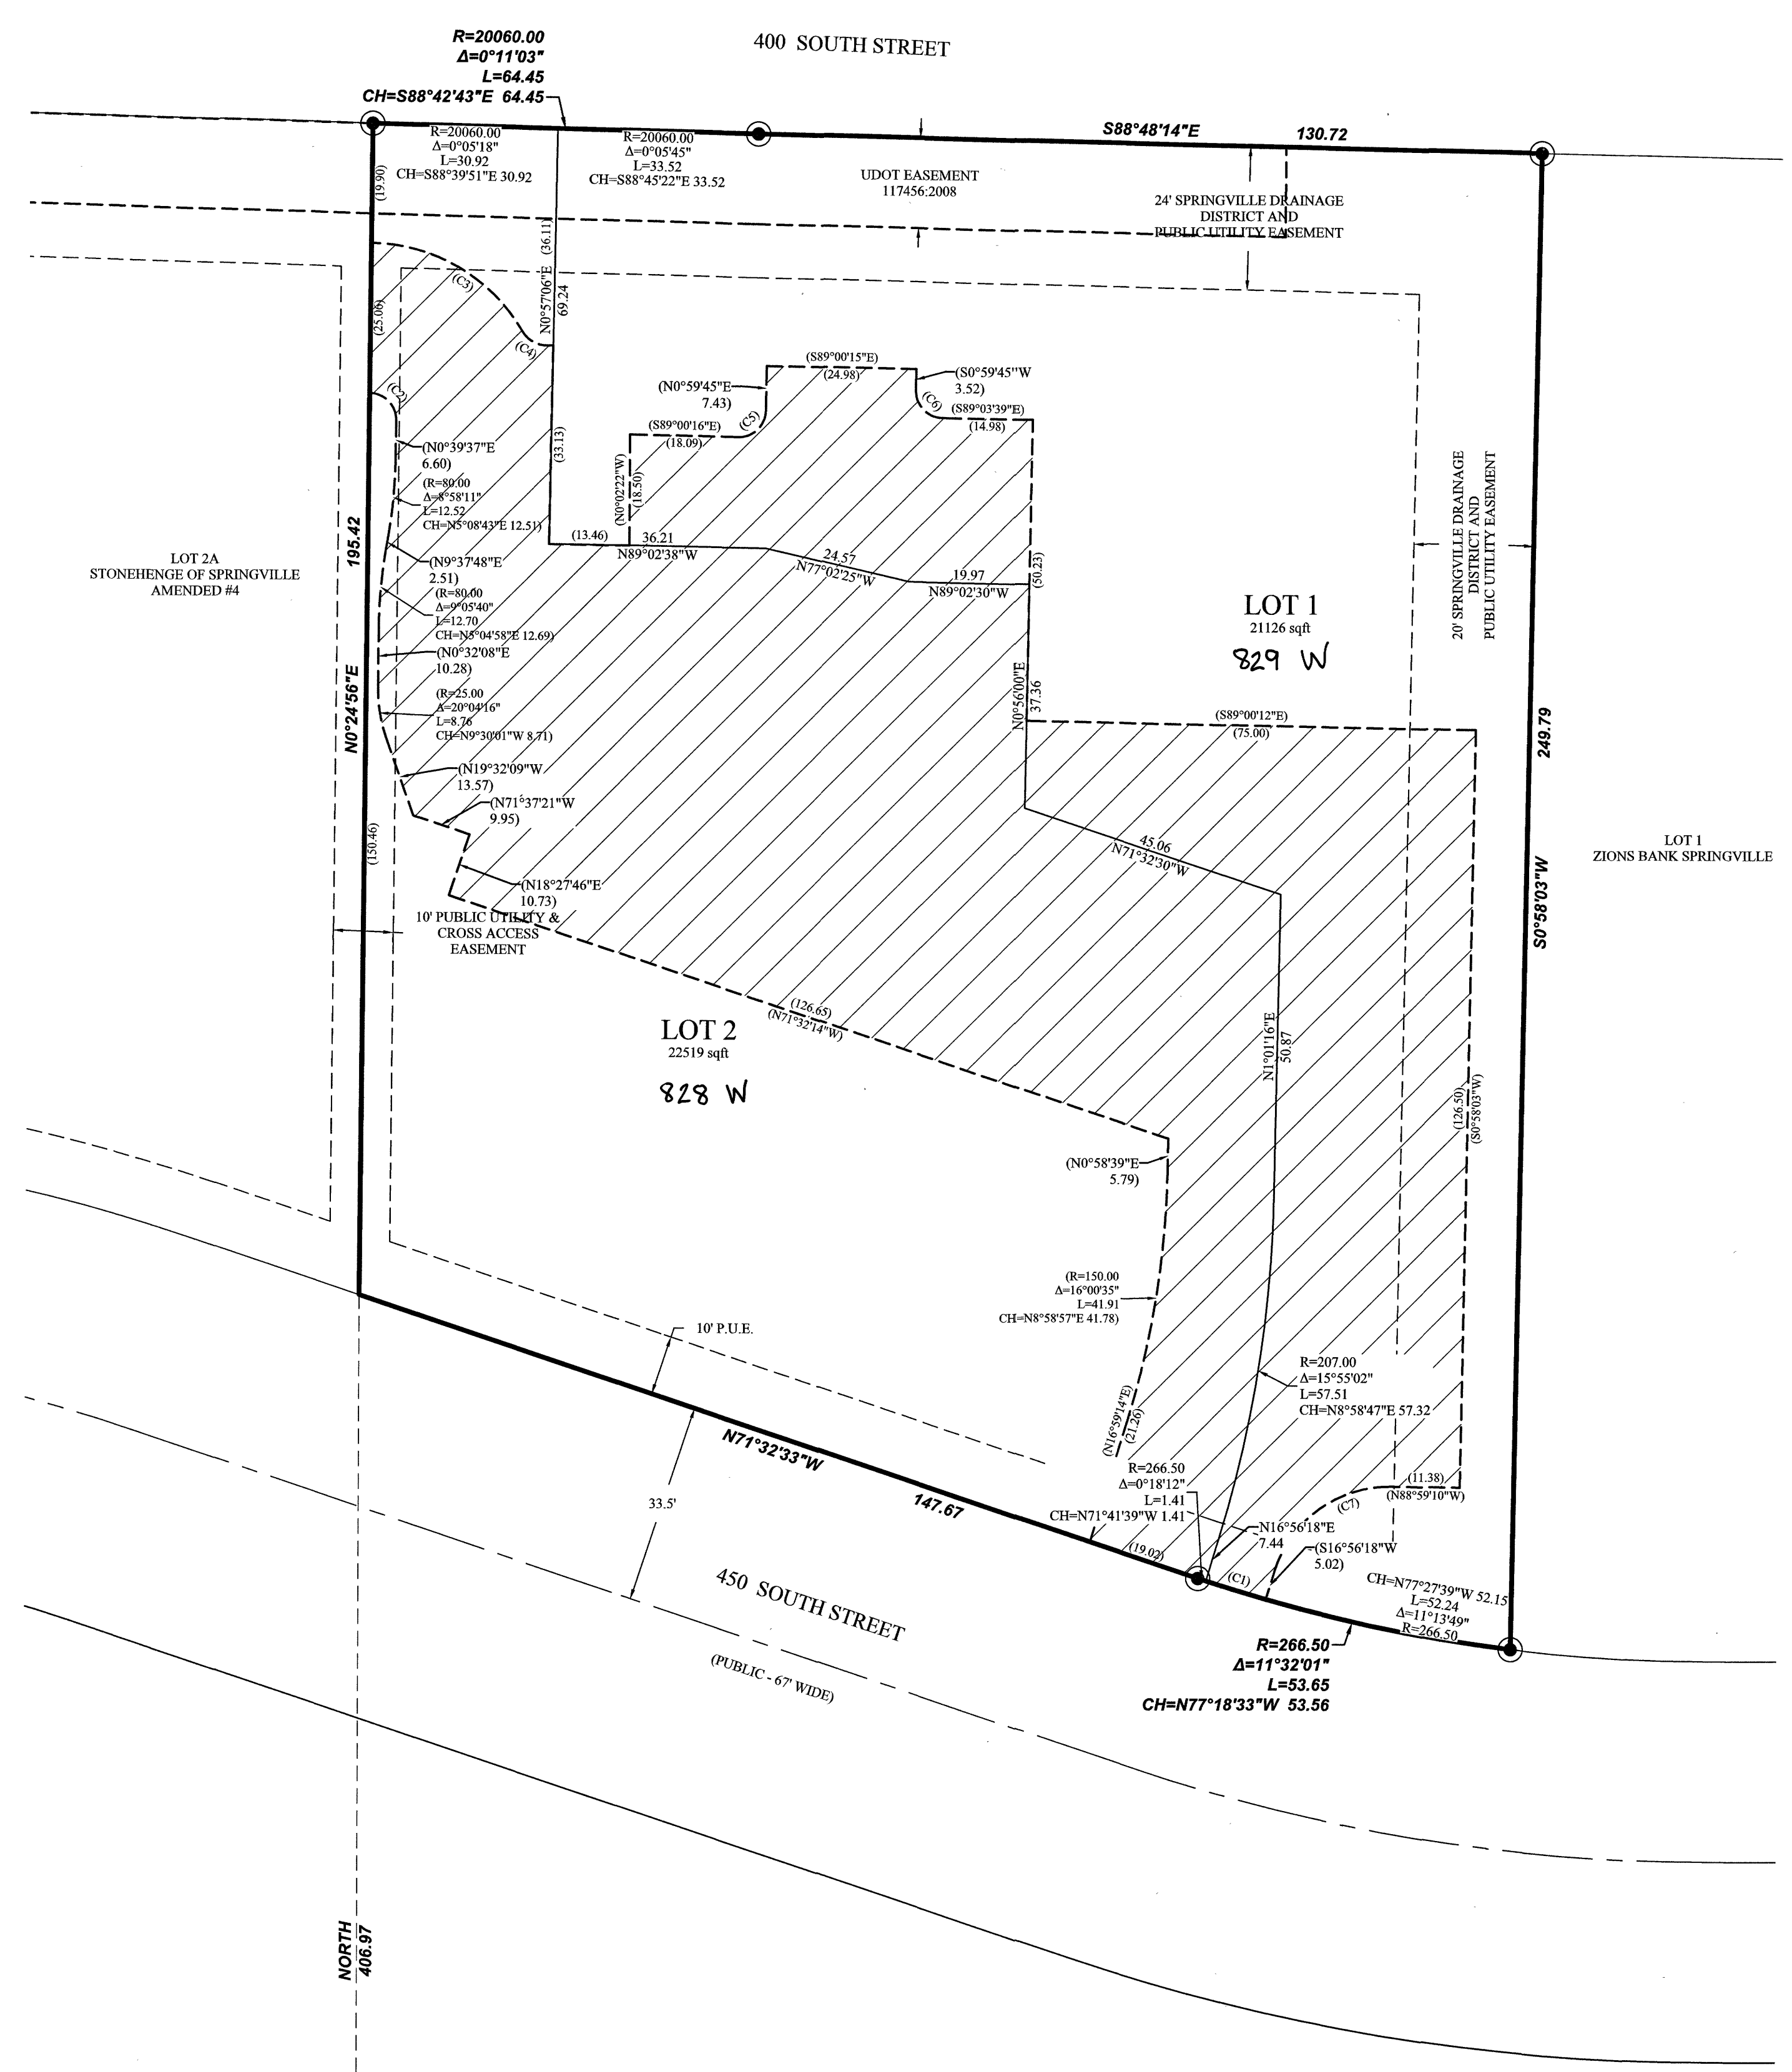 R=20060.00
Δ=0°11'03"
L=64.45
CH=S88°42'43"E 64.45
400 SOUTH STREET
R=20060.00
Δ=0°05'18"
L=30.92
CH=S88°39'51"E 30.92
R=20060.00
Δ=0°05'45"
L=33.52
CH=S88°45'22"E 33.52
S88°48'14"E 130.72
UDOT EASEMENT
117456:2008
24' SPRINGVILLE DRAINAGE
DISTRICT AND
PUBLIC UTILITY EASEMENT
(19.90)
(36.11)
N0°57'06"E
69.24
(C3)
(25.06)
(C4)
(C2)
(33.13)
(S89°00'15"E)
(24.98)
(N0°59'45"E
7.43)
(S0°59'45"W
3.52)
(C5)
(C6)
(S89°03'39"E)
(14.98)
(S89°00'16"E)
(18.09)
(N0°02'22"W)
(18.50)
(N0°39'37"E
6.60)
(R=80.00
Δ=8°58'11"
L=12.52
CH=N5°08'43"E 12.51)
(13.46)
36.21
N89°02'38"W
24.57
N77°02'25"W
19.97
N89°02'30"W
(50.23)
(N9°37'48"E
2.51)
(R=80.00
Δ=9°05'40"
L=12.70
CH=N5°04'58"E 12.69)
(N0°32'08"E
10.28)
(R=25.00
Δ=20°04'16"
L=8.76
CH=N9°30'01"W 8.71)
(N19°32'09"W
13.57)
(N71°37'21"W
9.95)
(N18°27'46"E
10.73)
LOT 2A
STONEHENGE OF SPRINGVILLE
AMENDED #4
195.42
N0°24'56"E
(150.46)
LOT 1
21126 sqft
829 W
20' SPRINGVILLE DRAINAGE
DISTRICT AND
PUBLIC UTILITY EASEMENT
N0°56'00"E
37.36
(S89°00'12"E)
(75.00)
249.79
S0°58'03"W
LOT 1
ZIONS BANK SPRINGVILLE
45.06
N71°32'30"W
10' PUBLIC UTILITY &
CROSS ACCESS
EASEMENT
(126.65)
(N71°32'14"W)
LOT 2
22519 sqft
828 W
N1°01'16"E
50.87
(126.50)
(S0°58'03"W)
(N0°58'39"E
5.79)
(R=150.00
Δ=16°00'35"
L=41.91
CH=N8°58'57"E 41.78)
10' P.U.E.
R=207.00
Δ=15°55'02"
L=57.51
CH=N8°58'47"E 57.32
(N16°59'14"E)
(21.26)
N71°32'33"W
147.67
33.5'
R=266.50
Δ=0°18'12"
L=1.41
CH=N71°41'39"W 1.41
(11.38)
(N88°59'10"W)
(C7)
N16°56'18"E
7.44
(S16°56'18"W
5.02)
(19.02)
(C1)
CH=N77°27'39"W 52.15
L=52.24
Δ=11°13'49"
R=266.50
450 SOUTH STREET
(PUBLIC - 67' WIDE)
R=266.50
Δ=11°32'01"
L=53.65
CH=N77°18'33"W 53.56
NORTH
406.97